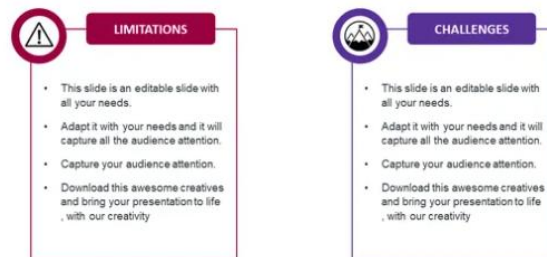 LIMITATIONS
• This slide is an editable slide with
all your needs.
• Adapt it with your needs and it will
capture all the audience attention.
• Capture your audience attention.
• Download this awesome creatives
and bring your presentation to life
, with our creativity
CHALLENGES
• This slide is an editable slide with
all your needs.
• Adapt it with your needs and it will
capture all the audience attention.
• Capture your audience attention.
• Download this awesome creatives
and bring your presentation to life
, with our creativity